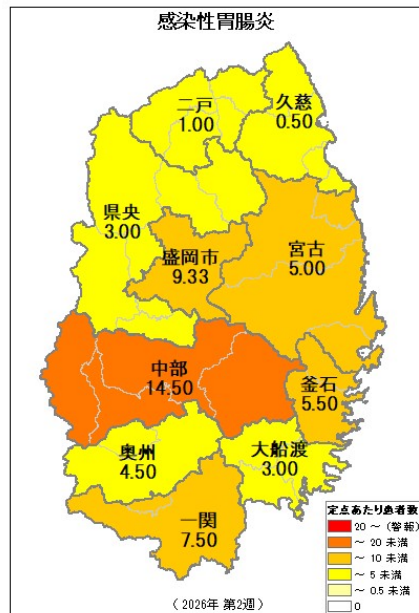 感染性胃腸炎
二戸
1.00
久慈
0.50
県央
3.00
盛岡市
9.33
宮古
5.00
中部
14.50
釜石
5.50
奥州
4.50
大船渡
3.00
一関
7.50
定点あたり患者数
20 ~ (警報)
~ 20 未満
~ 10 未満
~ 5 未満
~ 0.5 未満
0
( 2026年 第2週 )